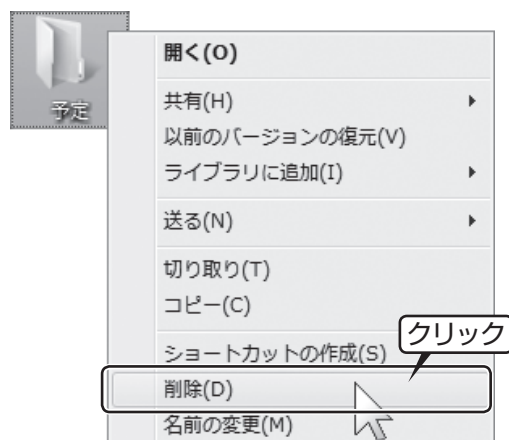 予定
開く(O)
共有(H)
以前のバージョンの復元(V)
ライブラリに追加(I)
送る(N)
切り取り(T)
コピー(C)
クリック
ショートカットの作成(S)
削除(D)
名前の変更(M)